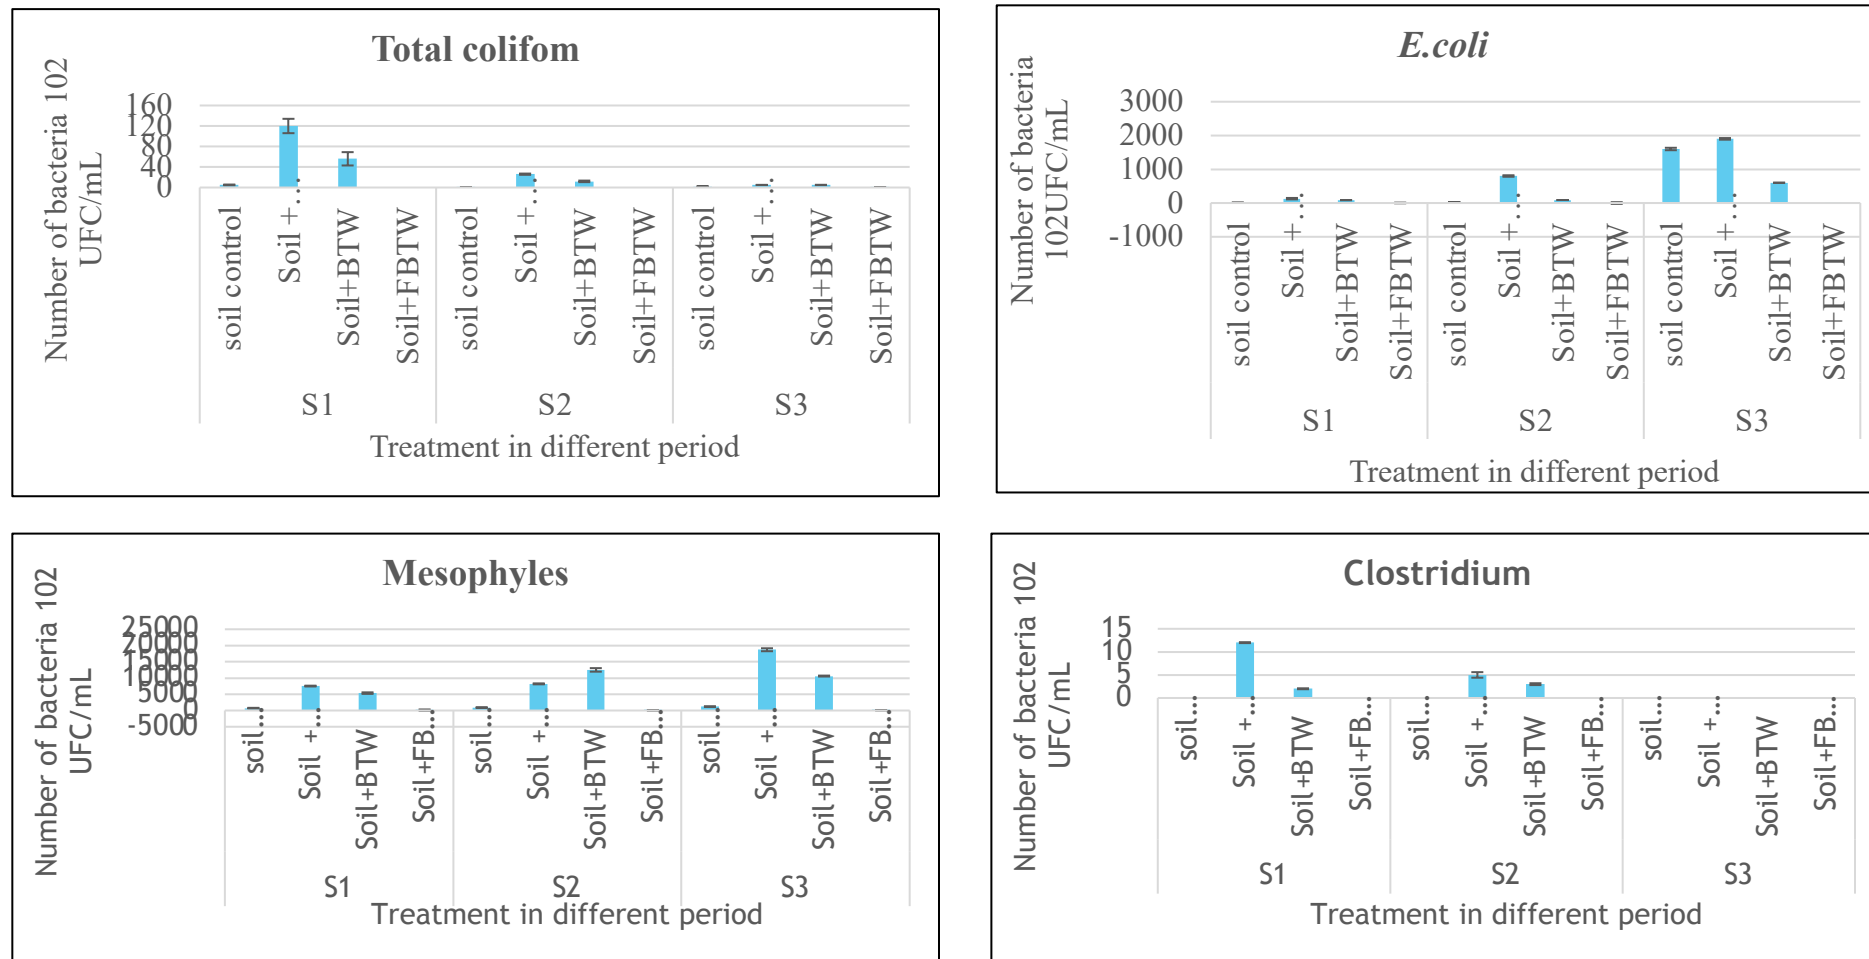 Total colifom
Number of bacteria 102
UFC/mL
160
120
80
40
0
soil control
Soil +…
Soil+BTW
Soil+FBTW
soil control
Soil +…
Soil+BTW
Soil+FBTW
soil control
Soil +…
Soil+BTW
Soil+FBTW
S1
S2
S3
Treatment in different period
E.coli
Number of bacteria
102UFC/mL
3000
2000
1000
0
-1000
soil control
Soil +…
Soil+BTW
Soil+FBTW
soil control
Soil +…
Soil+BTW
Soil+FBTW
soil control
Soil +…
Soil+BTW
Soil+FBTW
S1
S2
S3
Treatment in different period
Mesophyles
Number of bacteria 102
UFC/mL
25000
20000
15000
10000
5000
0
-5000
soil…
Soil +…
Soil+BTW
Soil+FB…
soil…
Soil +…
Soil+BTW
Soil+FB…
soil…
Soil +…
Soil+BTW
Soil+FB…
S1
S2
S3
Treatment in different period
Clostridium
Number of bacteria 102
UFC/mL
15
10
5
0
soil…
Soil +…
Soil+BTW
Soil+FB…
soil…
Soil +…
Soil+BTW
Soil+FB…
soil…
Soil +…
Soil+BTW
Soil+FB…
S1
S2
S3
Treatment in different period